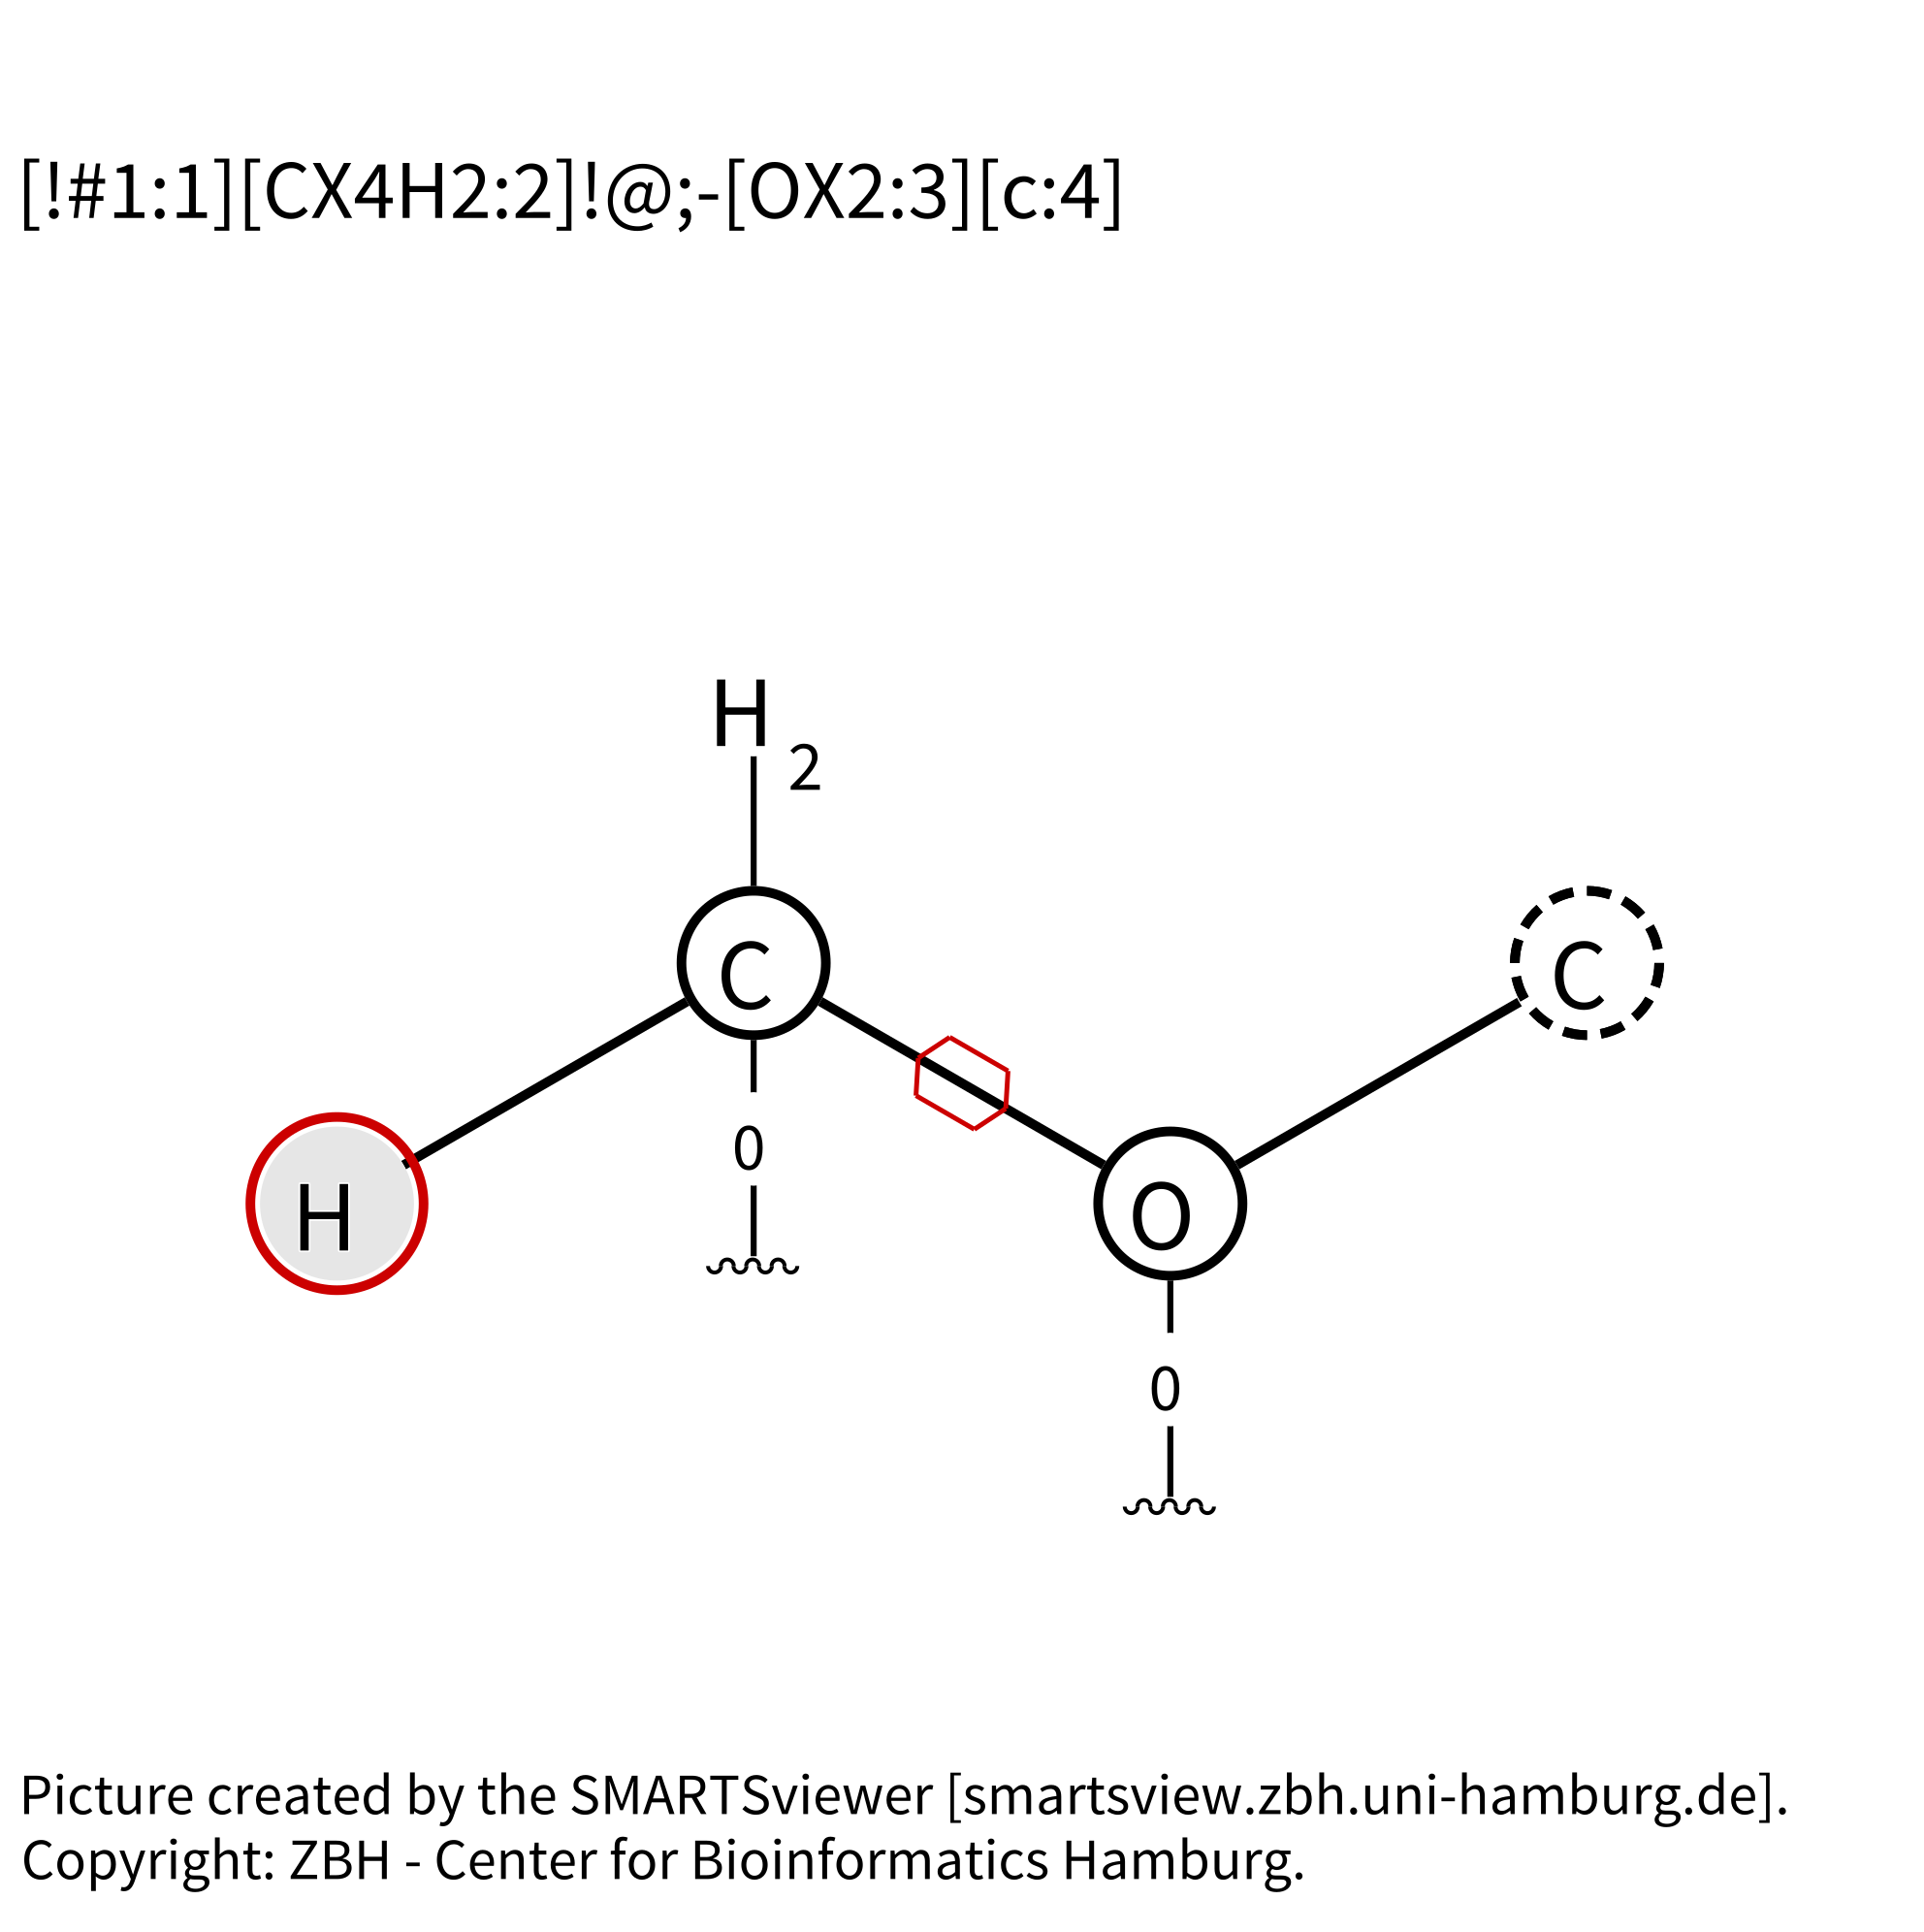 [!#1:1][CX4H2:2]!@;-[OX2:3][c:4]
H
2
C
C
0
H
O
0
Picture created by the SMARTSviewer [smartsview.zbh.uni-hamburg.de].
Copyright: ZBH - Center for Bioinformatics Hamburg.